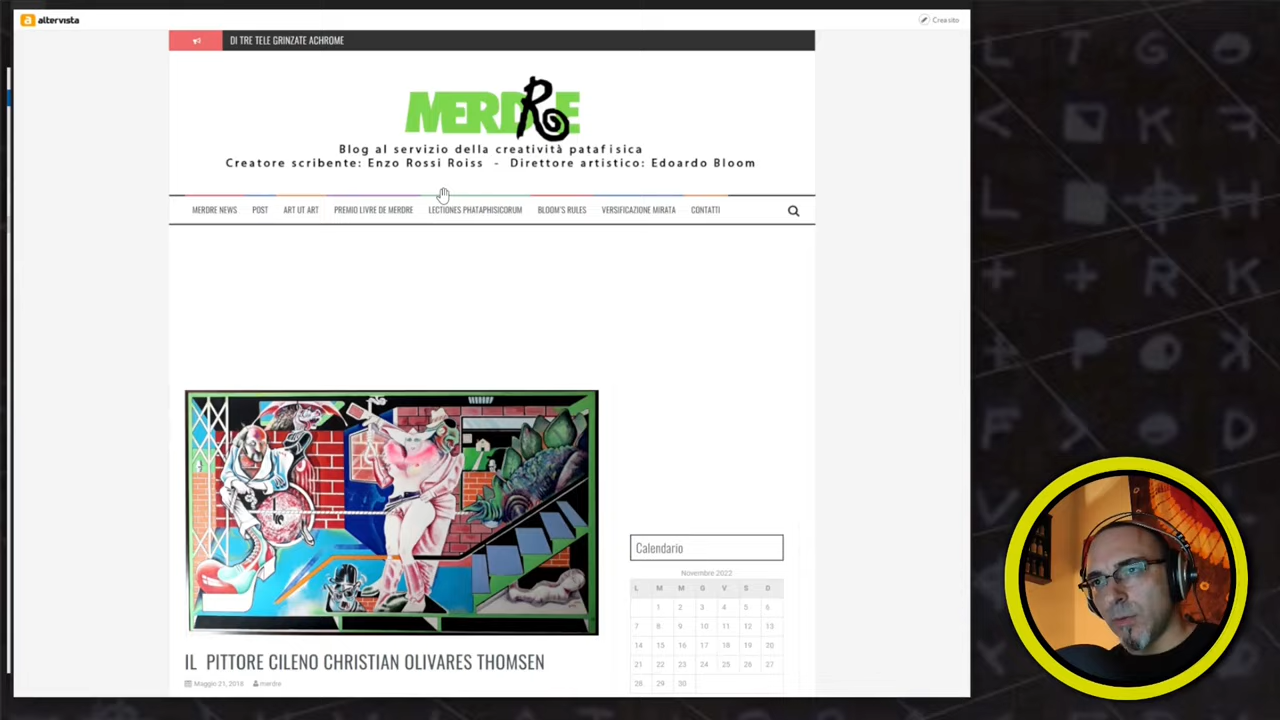 altervista
Crea sito
DI TRE TELE GRINZATE ACHROME
MERDRE
Blog al servizio della creatività patafisica
Creatore scribente: Enzo Rossi Roiss - Direttore artistico: Edoardo Bloom
MERDRE NEWS POST ART UT ART PREMIO LIVRE DE MERDRE LECTIONES PHATAPHISICORUM BLOOM'S RULES VERSIFICAZIONE MIRATA CONTATTI
IL PITTORE CILENO CHRISTIAN OLIVARES THOMSEN
Maggio 21, 2018 merdre
Calendario
Novembre 2022
L M M G V S D
1 2 3 4 5 6
7 8 9 10 11 12 13
14 15 16 17 18 19 20
21 22 23 24 25 26 27
28 29 30